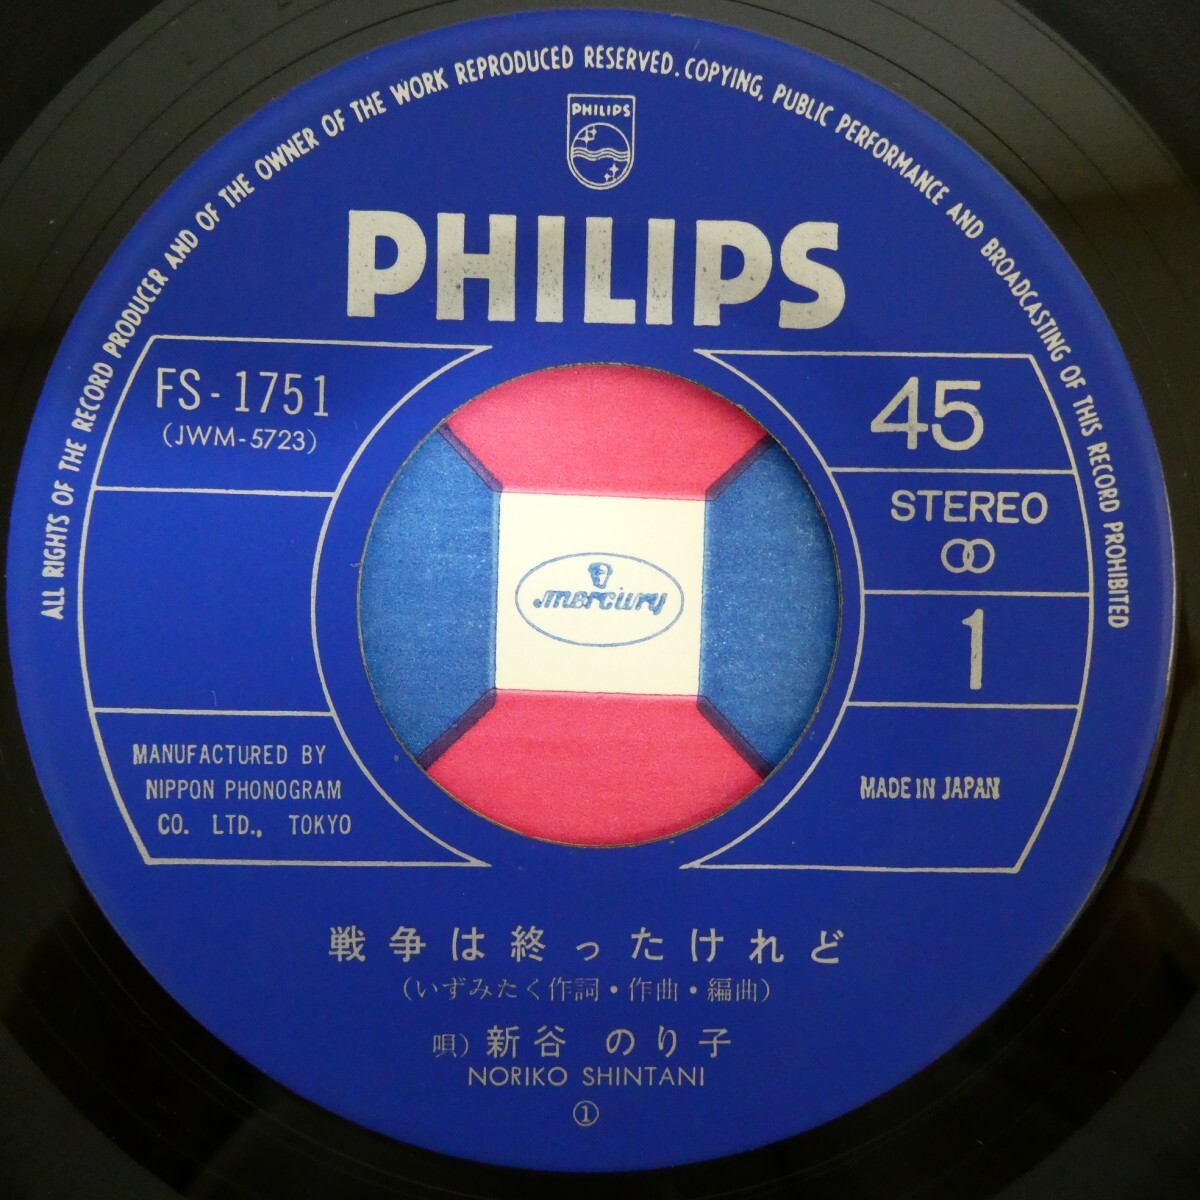 ALL RIGHTS OF THE RECORD PRODUCER AND OF THE OWNER OF THE WORK REPRODUCED RESERVED. COPYING, PUBLIC PERFORMANCE AND BROADCASTING OF THIS RECORD PROHIBITED
PHILIPS
PHILIPS
FS-1751
(JWM-5723)
45
STEREO
1
mercury
MANUFACTURED BY
NIPPON PHONOGRAM
CO. LTD., TOKYO
MADE IN JAPAN
戦争は終ったけれど
(いずみたく作詞・作曲・編曲)
唄) 新谷 のり子
NORIKO SHINTANI
①